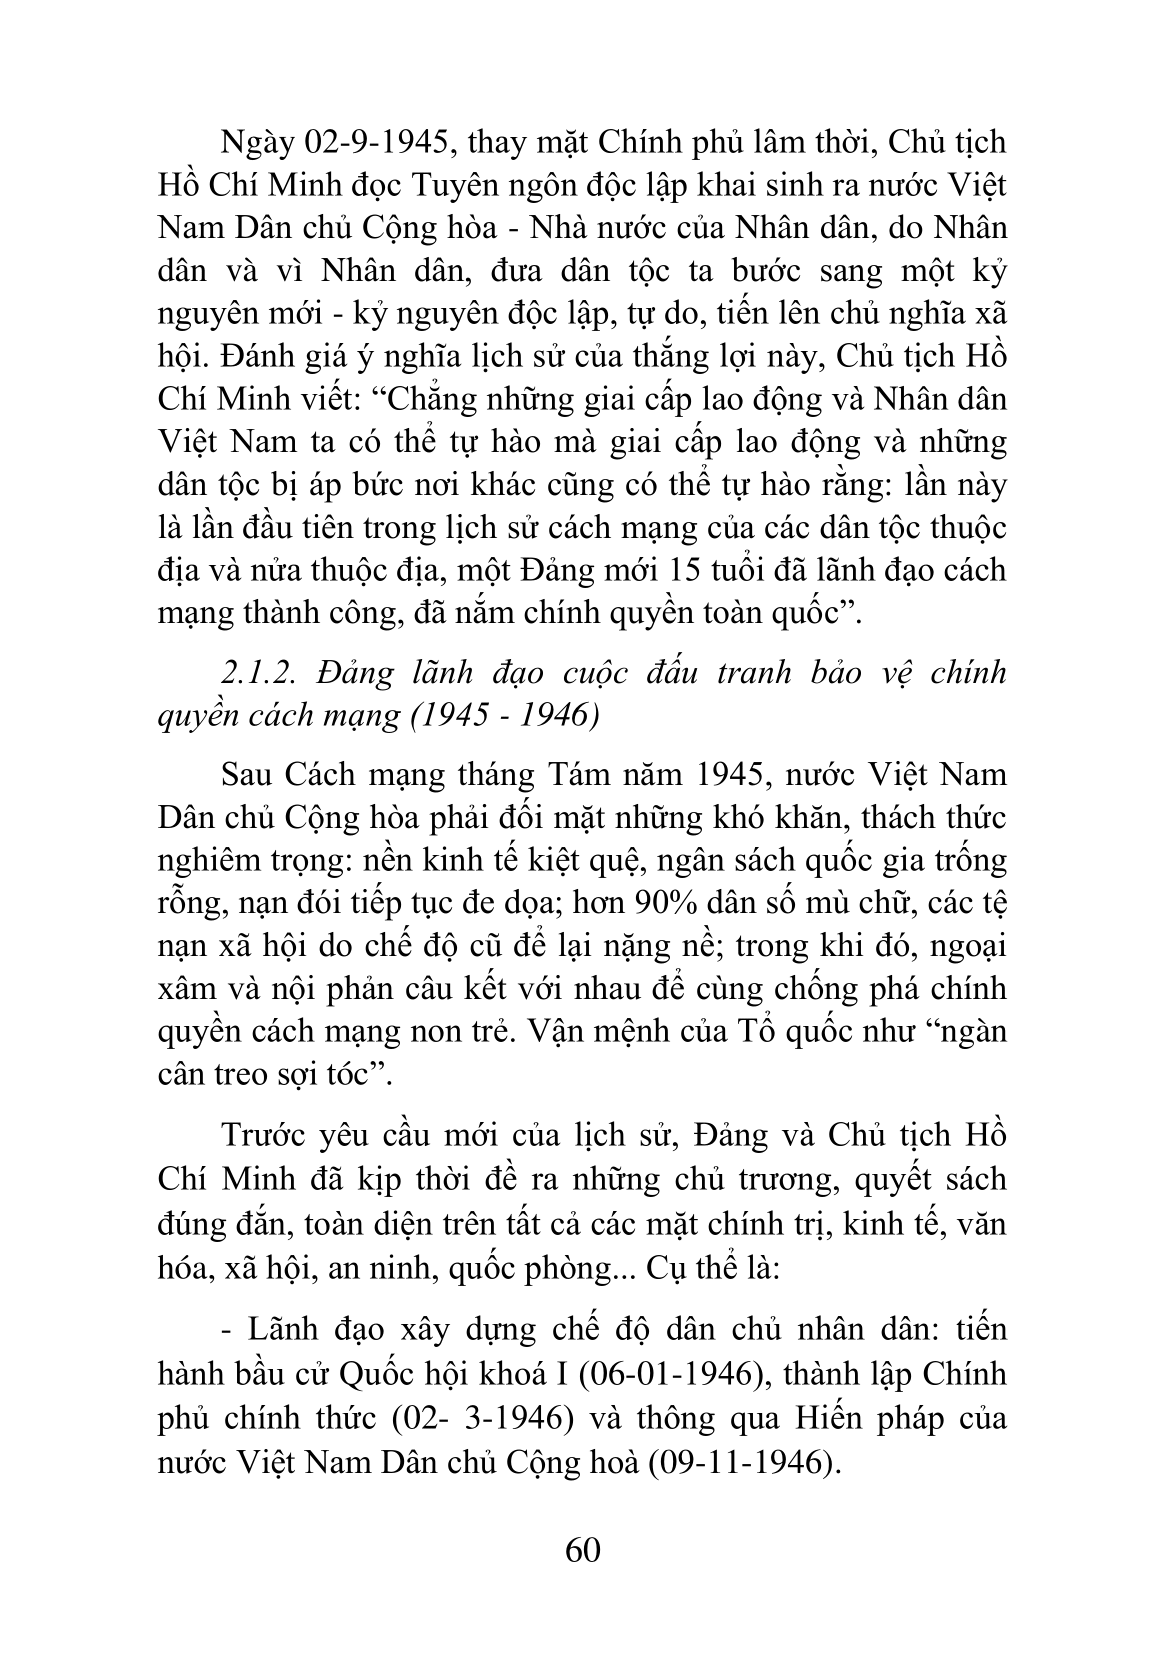 Ngày 02-9-1945, thay mặt Chính phủ lâm thời, Chủ tịch
Hồ Chí Minh đọc Tuyên ngôn độc lập khai sinh ra nước Việt
Nam Dân chủ Cộng hòa - Nhà nước của Nhân dân, do Nhân
dân và vì Nhân dân, đưa dân tộc ta bước sang một kỷ
nguyên mới - kỷ nguyên độc lập, tự do, tiến lên chủ nghĩa xã
hội. Đánh giá ý nghĩa lịch sử của thắng lợi này, Chủ tịch Hồ
Chí Minh viết: “Chẳng những giai cấp lao động và Nhân dân
Việt Nam ta có thể tự hào mà giai cấp lao động và những
dân tộc bị áp bức nơi khác cũng có thể tự hào rằng: lần này
là lần đầu tiên trong lịch sử cách mạng của các dân tộc thuộc
địa và nửa thuộc địa, một Đảng mới 15 tuổi đã lãnh đạo cách
mạng thành công, đã nắm chính quyền toàn quốc”.
2.1.2. Đảng lãnh đạo cuộc đấu tranh bảo vệ chính
quyền cách mạng (1945 - 1946)
Sau Cách mạng tháng Tám năm 1945, nước Việt Nam
Dân chủ Cộng hòa phải đối mặt những khó khăn, thách thức
nghiêm trọng: nền kinh tế kiệt quệ, ngân sách quốc gia trống
rỗng, nạn đói tiếp tục đe dọa; hơn 90% dân số mù chữ, các tệ
nạn xã hội do chế độ cũ để lại nặng nề; trong khi đó, ngoại
xâm và nội phản câu kết với nhau để cùng chống phá chính
quyền cách mạng non trẻ. Vận mệnh của Tổ quốc như “ngàn
cân treo sợi tóc”.
Trước yêu cầu mới của lịch sử, Đảng và Chủ tịch Hồ
Chí Minh đã kịp thời đề ra những chủ trương, quyết sách
đúng đắn, toàn diện trên tất cả các mặt chính trị, kinh tế, văn
hóa, xã hội, an ninh, quốc phòng... Cụ thể là:
- Lãnh đạo xây dựng chế độ dân chủ nhân dân: tiến
hành bầu cử Quốc hội khoá I (06-01-1946), thành lập Chính
phủ chính thức (02- 3-1946) và thông qua Hiến pháp của
nước Việt Nam Dân chủ Cộng hoà (09-11-1946).
60